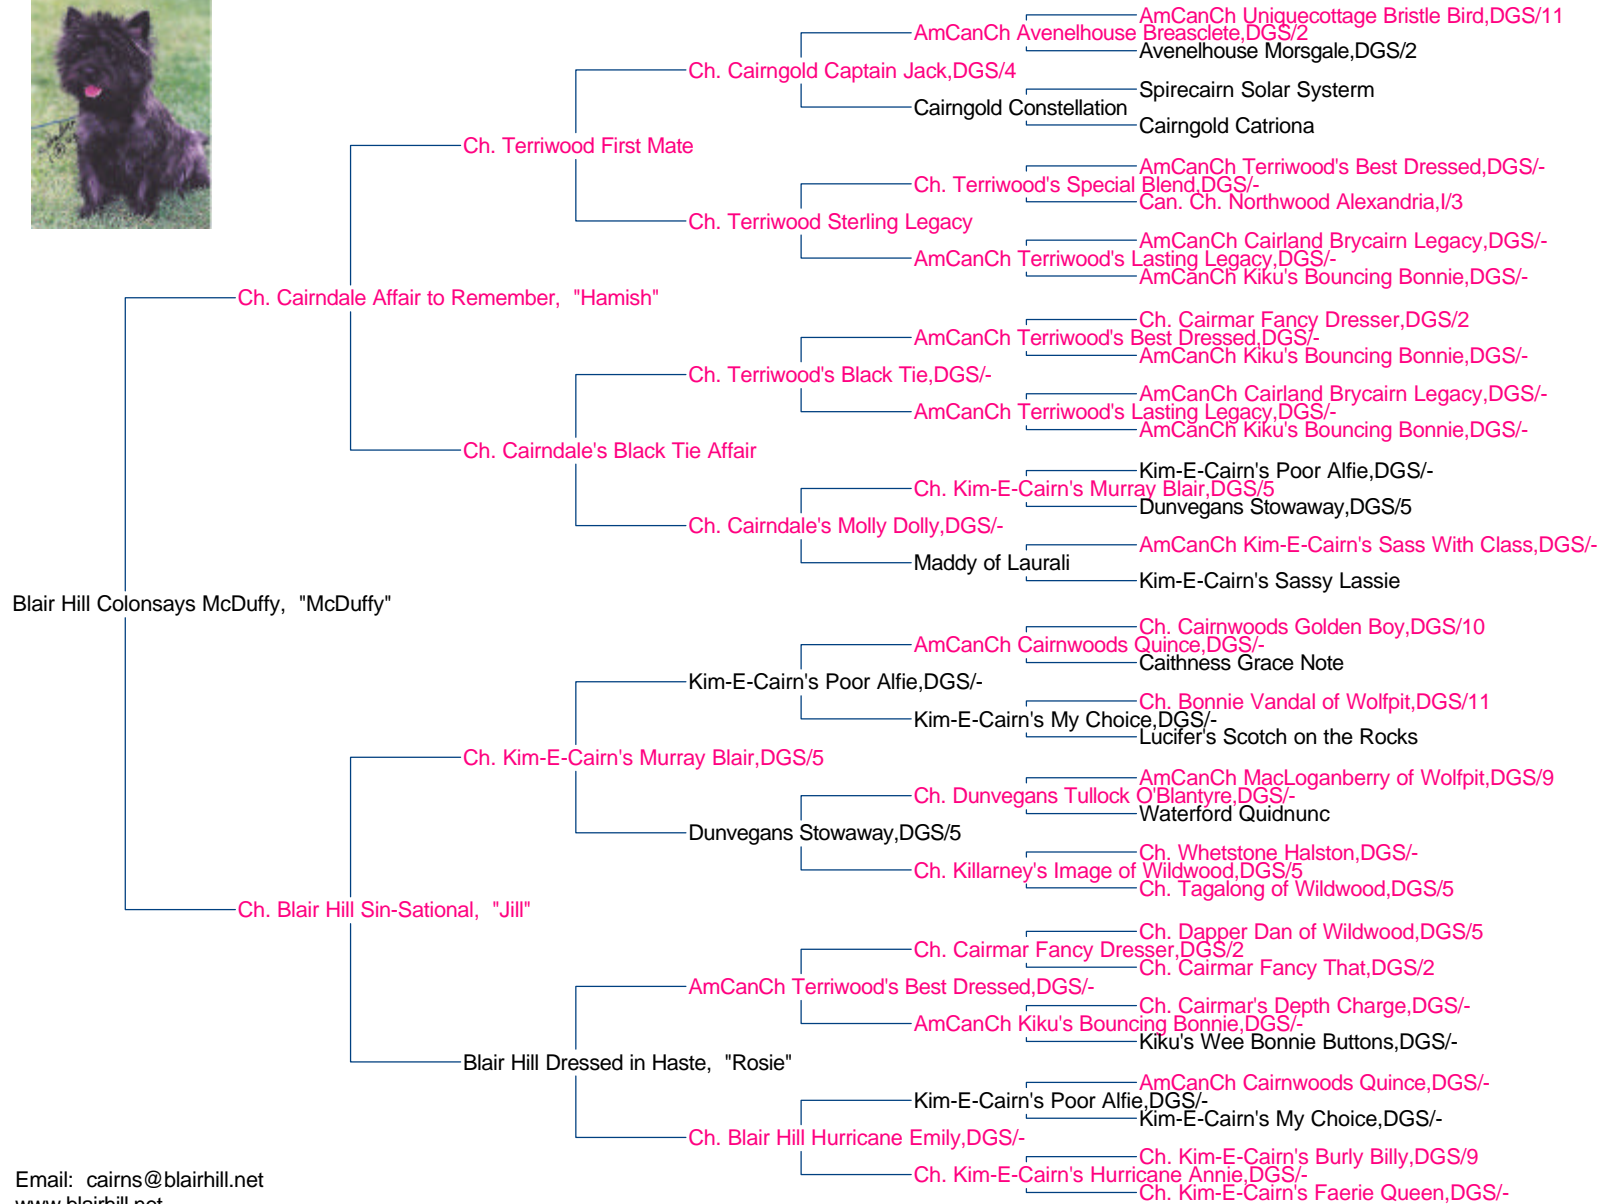 AmCanCh Uniquecottage Bristle Bird,DGS/11
AmCanCh Avenelhouse Breasclete,DGS/2
Avenelhouse Morsgale,DGS/2
Ch. Cairngold Captain Jack,DGS/4
Spirecairn Solar Systerm
Cairngold Constellation
Cairngold Catriona
Ch. Terriwood First Mate
AmCanCh Terriwood's Best Dressed,DGS/-
Ch. Terriwood's Special Blend,DGS/-
Can. Ch. Northwood Alexandria,I/3
Ch. Terriwood Sterling Legacy
AmCanCh Cairland Brycairn Legacy,DGS/-
AmCanCh Terriwood's Lasting Legacy,DGS/-
AmCanCh Kiku's Bouncing Bonnie,DGS/-
Ch. Cairndale Affair to Remember, "Hamish"
Ch. Cairmar Fancy Dresser,DGS/2
AmCanCh Terriwood's Best Dressed,DGS/-
AmCanCh Kiku's Bouncing Bonnie,DGS/-
Ch. Terriwood's Black Tie,DGS/-
AmCanCh Cairland Brycairn Legacy,DGS/-
AmCanCh Terriwood's Lasting Legacy,DGS/-
AmCanCh Kiku's Bouncing Bonnie,DGS/-
Ch. Cairndale's Black Tie Affair
Kim-E-Cairn's Poor Alfie,DGS/-
Ch. Kim-E-Cairn's Murray Blair,DGS/5
Dunvegans Stowaway,DGS/5
Ch. Cairndale's Molly Dolly,DGS/-
AmCanCh Kim-E-Cairn's Sass With Class,DGS/-
Maddy of Laurali
Kim-E-Cairn's Sassy Lassie
Blair Hill Colonsays McDuffy, "McDuffy"
Ch. Cairnwoods Golden Boy,DGS/10
AmCanCh Cairnwoods Quince,DGS/-
Caithness Grace Note
Kim-E-Cairn's Poor Alfie,DGS/-
Ch. Bonnie Vandal of Wolfpit,DGS/11
Kim-E-Cairn's My Choice,DGS/-
Lucifer's Scotch on the Rocks
Ch. Kim-E-Cairn's Murray Blair,DGS/5
AmCanCh MacLoganberry of Wolfpit,DGS/9
Ch. Dunvegans Tullock O'Blantyre,DGS/-
Waterford Quidnunc
Dunvegans Stowaway,DGS/5
Ch. Whetstone Halston,DGS/-
Ch. Killarney's Image of Wildwood,DGS/5
Ch. Tagalong of Wildwood,DGS/5
Ch. Blair Hill Sin-Sational, "Jill"
Ch. Dapper Dan of Wildwood,DGS/5
Ch. Cairmar Fancy Dresser,DGS/2
Ch. Cairmar Fancy That,DGS/2
AmCanCh Terriwood's Best Dressed,DGS/-
Ch. Cairmar's Depth Charge,DGS/-
AmCanCh Kiku's Bouncing Bonnie,DGS/-
Kiku's Wee Bonnie Buttons,DGS/-
Blair Hill Dressed in Haste, "Rosie"
AmCanCh Cairnwoods Quince,DGS/-
Kim-E-Cairn's Poor Alfie,DGS/-
Kim-E-Cairn's My Choice,DGS/-
Ch. Blair Hill Hurricane Emily,DGS/-
Ch. Kim-E-Cairn's Burly Billy,DGS/9
Ch. Kim-E-Cairn's Hurricane Annie,DGS/-
Ch. Kim-E-Cairn's Faerie Queen,DGS/-
Email: cairns@blairhill.net
www.blairhill.net